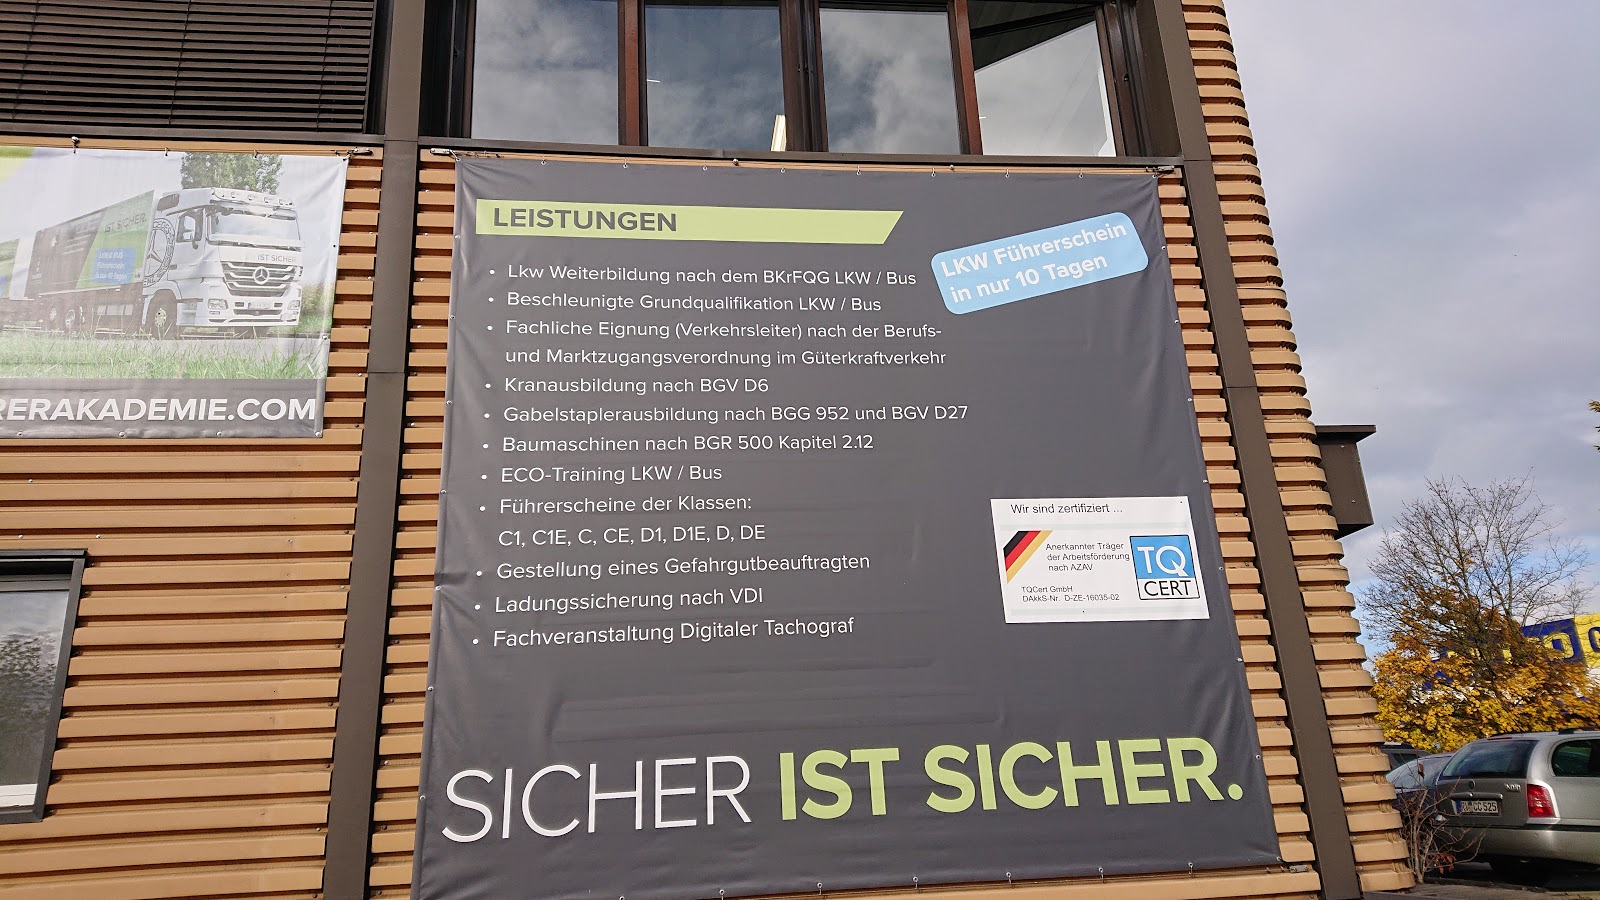 LEISTUNGEN
LKW Führerschein
in nur 10 Tagen
• Lkw Weiterbildung nach dem BKrFQG LKW / Bus
• Beschleunigte Grundqualifikation LKW / Bus
• Fachliche Eignung (Verkehrsleiter) nach der Berufs-
und Marktzugangsverordnung im Güterkraftverkehr
• Kranausbildung nach BGV D6
• Gabelstaplerausbildung nach BGG 952 und BGV D27
• Baumaschinen nach BGR 500 Kapitel 2.12
• ECO-Training LKW / Bus
• Führerscheine der Klassen:
C1, C1E, C, CE, D1, D1E, D, DE
• Gestellung eines Gefahrgutbeauftragten
• Ladungssicherung nach VDI
• Fachveranstaltung Digitaler Tachograf
Wir sind zertifiziert ...
Anerkannter Träger
der Arbeitsförderung
nach AZAV
TQCert GmbH
DAkkS-Nr. D-ZE-16035-02
TQ
CERT
SICHER IST SICHER.
IST SICHER.
IST SICHER
RERAKADEMIE.COM